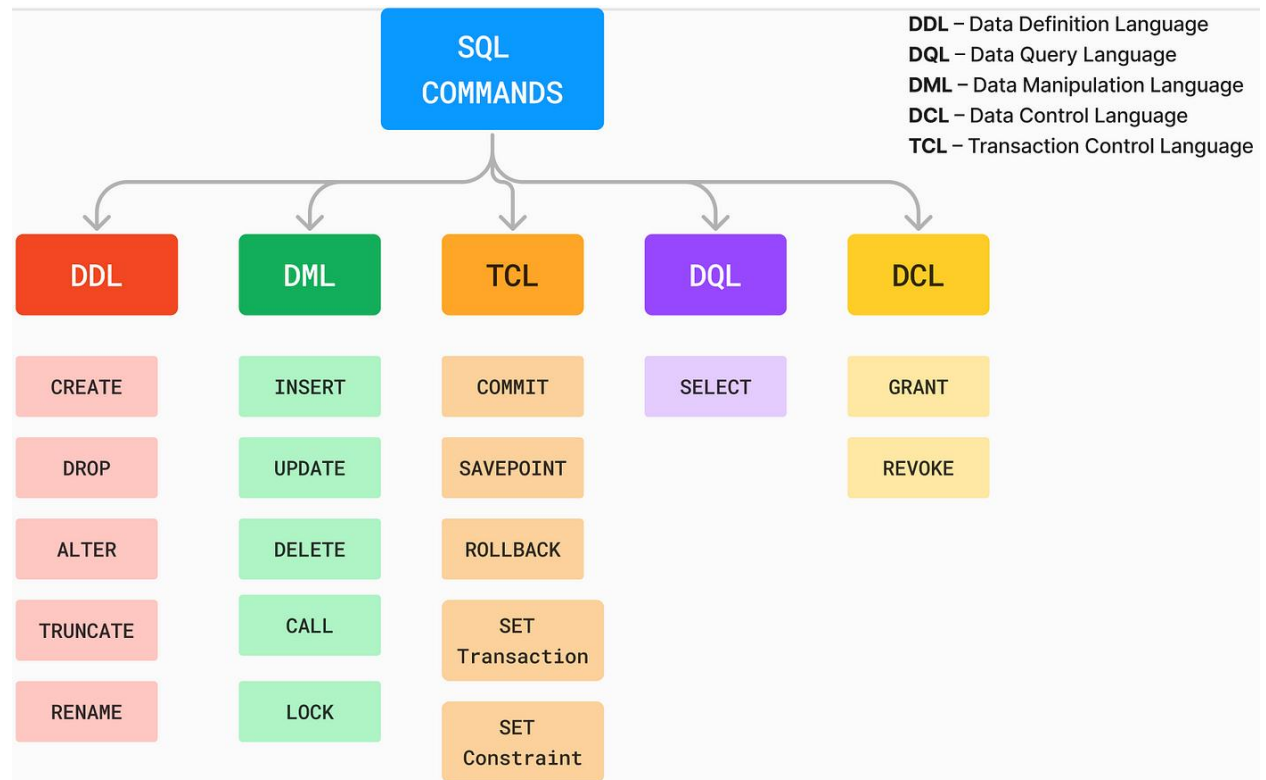 SQL
COMMANDS
DDL – Data Definition Language
DQL – Data Query Language
DML – Data Manipulation Language
DCL – Data Control Language
TCL – Transaction Control Language
DDL
DML
TCL
DQL
DCL
CREATE
INSERT
COMMIT
SELECT
GRANT
DROP
UPDATE
SAVEPOINT
REVOKE
ALTER
DELETE
ROLLBACK
TRUNCATE
CALL
SET
Transaction
RENAME
LOCK
SET
Constraint